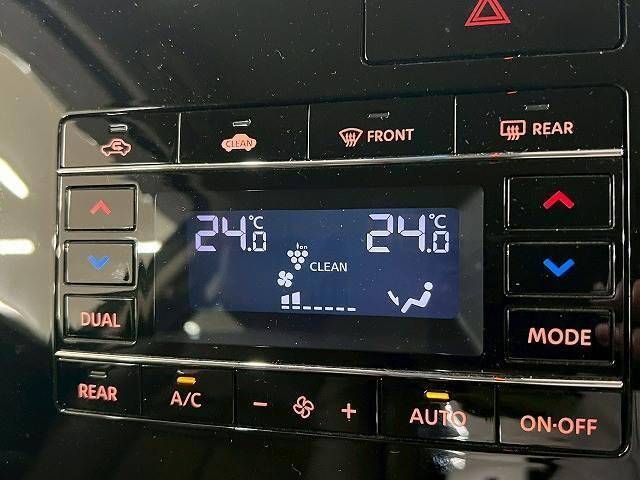 CLEAN
FRONT
REAR
24.0°C
24.0°C
ion
CLEAN
DUAL
MODE
REAR
A/C
− +
AUTO
ON·OFF